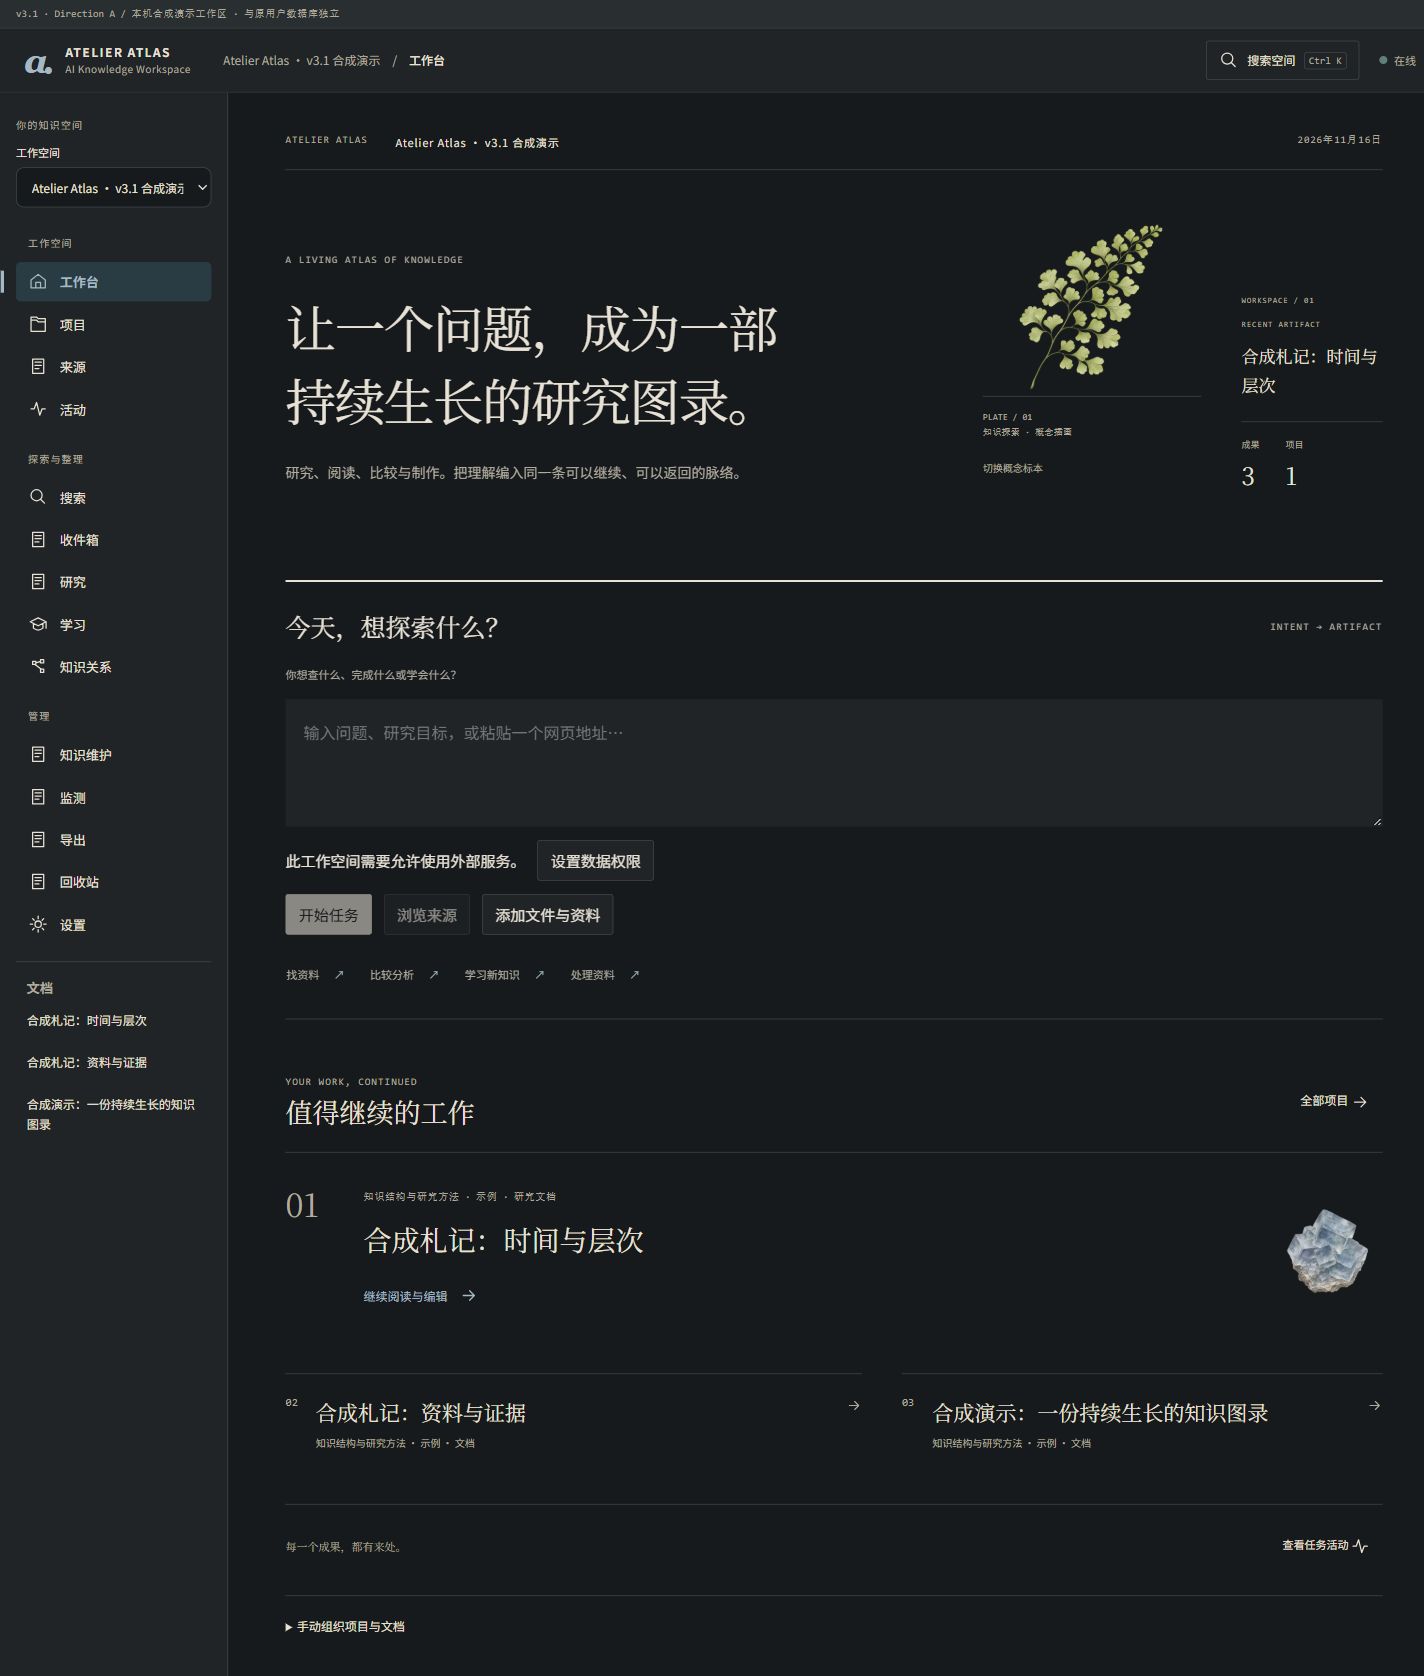 v3.1 · Direction A / 本机合成演示工作区 · 与原用户数据库独立
a.
ATELIER ATLAS
AI Knowledge Workspace
Atelier Atlas · v3.1 合成演示 / 工作台
搜索空间 Ctrl K
在线
你的知识空间
工作空间
Atelier Atlas · v3.1 合成演示
工作空间
工作台
项目
来源
活动
探索与整理
搜索
收件箱
研究
学习
知识关系
管理
知识维护
监测
导出
回收站
设置
文档
合成札记：时间与层次
合成札记：资料与证据
合成演示：一份持续生长的知识
图录
ATELIER ATLAS Atelier Atlas · v3.1 合成演示
2026年11月16日
A LIVING ATLAS OF KNOWLEDGE
让一个问题，成为一部
持续生长的研究图录。
研究、阅读、比较与制作。把理解编入同一条可以继续、可以返回的脉络。
PLATE / 01
知识探索 · 概念插画
切换概念标本
WORKSPACE / 01
RECENT ARTIFACT
合成札记：时间与
层次
成果 项目
3 1
今天，想探索什么？
INTENT → ARTIFACT
你想查什么、完成什么或学会什么？
输入问题、研究目标，或粘贴一个网页地址…
此工作空间需要允许使用外部服务。 设置数据权限
开始任务 浏览来源 添加文件与资料
找资料 ↗ 比较分析 ↗ 学习新知识 ↗ 处理资料 ↗
YOUR WORK, CONTINUED
值得继续的工作
全部项目 →
01
知识结构与研究方法 · 示例 · 研究文档
合成札记：时间与层次
继续阅读与编辑 →
02 合成札记：资料与证据 →
知识结构与研究方法 · 示例 · 文档
03 合成演示：一份持续生长的知识图录 →
知识结构与研究方法 · 示例 · 文档
每一个成果，都有来处。
查看任务活动
▶ 手动组织项目与文档